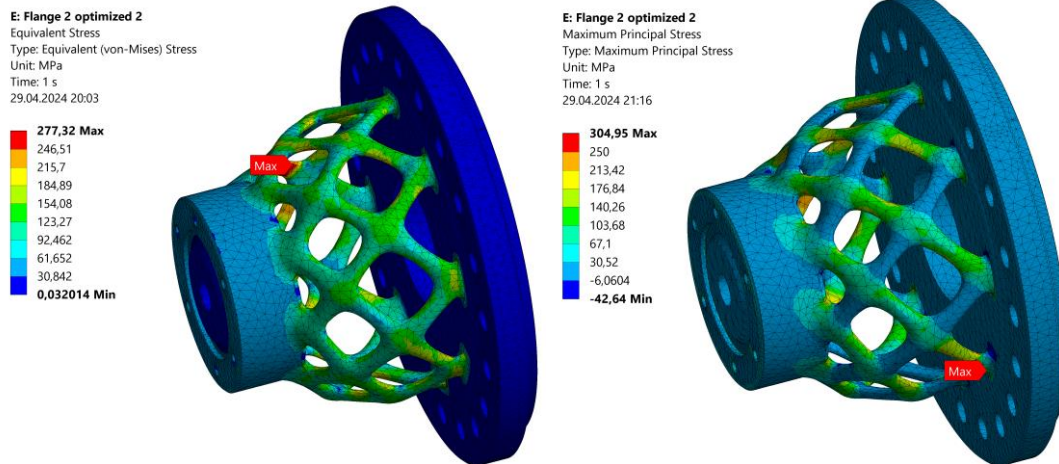 E: Flange 2 optimized 2
Equivalent Stress
Type: Equivalent (von-Mises) Stress
Unit: MPa
Time: 1 s
29.04.2024 20:03
277,32 Max
246,51
215,7
184,89
154,08
123,27
92,462
61,652
30,842
0,032014 Min
Max
E: Flange 2 optimized 2
Maximum Principal Stress
Type: Maximum Principal Stress
Unit: MPa
Time: 1 s
29.04.2024 21:16
304,95 Max
250
213,42
176,84
140,26
103,68
67,1
30,52
-6,0604
-42,64 Min
Max